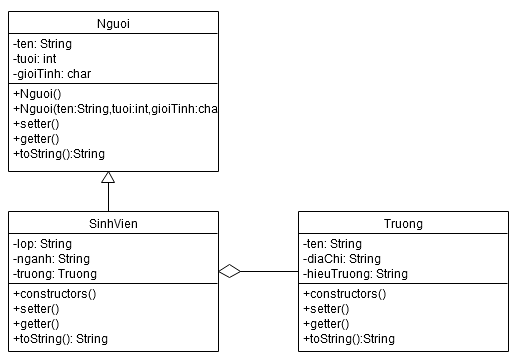 Nguoi
-ten: String
-tuoi: int
-gioiTinh: char
+Nguoi()
+Nguoi(ten:String,tuoi:int,gioiTinh:cha
+setter()
+getter()
+toString():String
SinhVien
-lop: String
-nganh: String
-truong: Truong
+constructors()
+setter()
+getter()
+toString(): String
Truong
-ten: String
-diaChi: String
-hieuTruong: String
+constructors()
+setter()
+getter()
+toString():String